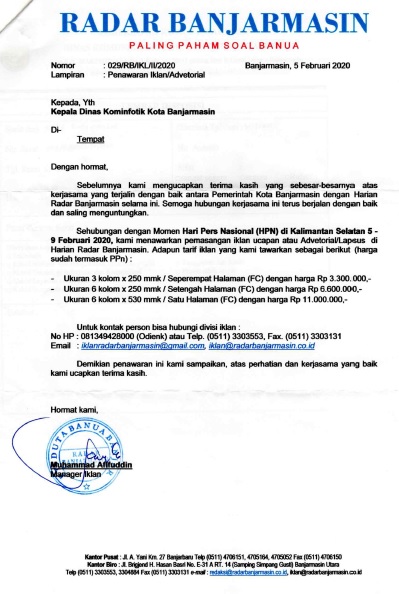 RADAR BANJARMASIN
PALING PAHAM SOAL BANUA
Nomor : 029/RB/IKL/II/2020 Banjarmasin, 5 Februari 2020
Lampiran : Penawaran Iklan/Advetorial
Kepada, Yth
Kepala Dinas Kominfotik Kota Banjarmasin
Di-
Tempat
Dengan hormat,
Sebelumnya kami mengucapkan terima kasih yang sebesar-besarnya atas
kerjasama yang terjalin dengan baik antara Pemerintah Kota Banjarmasin dengan Harian
Radar Banjarmasin selama ini. Semoga hubungan kerjasama ini terus berjalan dengan baik
dan saling menguntungkan.
Sehubungan dengan Momen Hari Pers Nasional (HPN) di Kalimantan Selatan 5 -
9 Februari 2020, kami menawarkan pemasangan iklan ucapan atau Advertorial/Lapsus di
Harian Radar Banjarmasin. Adapun tarif iklan yang kami tawarkan sebagai berikut (harga
sudah termasuk PPn) :
- Ukuran 3 kolom x 250 mmk / Seperempat Halaman (FC) dengan harga Rp 3.300.000,-
- Ukuran 6 kolom x 250 mmk / Setengah Halaman (FC) dengan harga Rp 6.600.000,-
- Ukuran 6 kolom x 530 mmk / Satu Halaman (FC) dengan harga Rp 11.000.000,-
Untuk kontak person bisa hubungi divisi iklan :
No HP : 081349428000 (Odienk) atau Telp. (0511) 3303553, Fax. (0511) 3303131
Email : iklanradarbanjarmasin@gmail.com, iklan@radarbanjarmasin.co.id
Demikian penawaran ini kami sampaikan, atas perhatian dan kerjasama yang baik
kami ucapkan terima kasih.
Hormat kami,
DUTA BANUA BANJAR
Muhammad Afifuddin
Manager Iklan
Kantor Pusat : Jl. A. Yani Km. 27 Banjarbaru Telp (0511) 4706151, 4705164, 4705052 Fax (0511) 4706150
Kantor Biro : Jl. Brigjend H. Hasan Basri No. E-31 A RT. 14 (Samping Simpang Gusti) Banjarmasin Utara
Telp (0511) 3303553, 3304884 Fax (0511) 3303131 e-mail : redaksi@radarbanjarmasin.co.id, iklan@radarbanjarmasin.co.id